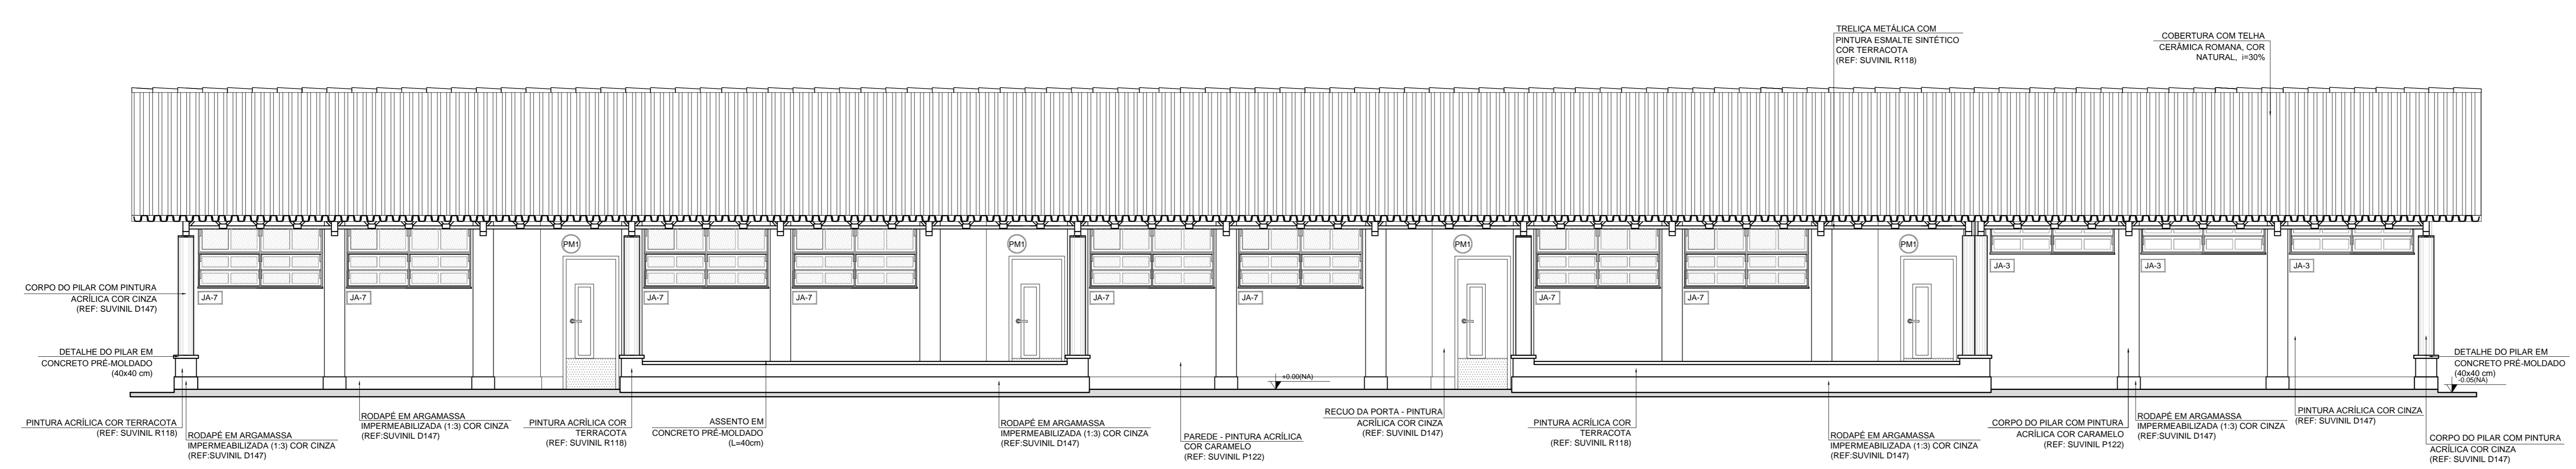 TRELIÇA METÁLICA COM
PINTURA ESMALTE SINTÉTICO
COR TERRACOTA
(REF: SUVINIL R118)
COBERTURA COM TELHA
CERÂMICA ROMANA, COR
NATURAL, i=30%
PM1
PM1
PM1
PM1
JA-7
JA-7
JA-7
JA-7
JA-7
JA-7
JA-7
JA-7
JA-3
JA-3
JA-3
CORPO DO PILAR COM PINTURA
ACRÍLICA COR CINZA
(REF: SUVINIL D147)
DETALHE DO PILAR EM
CONCRETO PRÉ-MOLDADO
(40x40 cm)
+0.00(NA)
DETALHE DO PILAR EM
CONCRETO PRÉ-MOLDADO
(40x40 cm)
-0.05(NA)
PINTURA ACRÍLICA COR TERRACOTA
(REF: SUVINIL R118)
RODAPÉ EM ARGAMASSA
IMPERMEABILIZADA (1:3) COR CINZA
(REF:SUVINIL D147)
RODAPÉ EM ARGAMASSA
IMPERMEABILIZADA (1:3) COR CINZA
(REF:SUVINIL D147)
PINTURA ACRÍLICA COR
TERRACOTA
(REF: SUVINIL R118)
ASSENTO EM
CONCRETO PRÉ-MOLDADO
(L=40cm)
RODAPÉ EM ARGAMASSA
IMPERMEABILIZADA (1:3) COR CINZA
(REF:SUVINIL D147)
PAREDE - PINTURA ACRÍLICA
COR CARAMELO
(REF: SUVINIL P122)
RECUO DA PORTA - PINTURA
ACRÍLICA COR CINZA
(REF: SUVINIL D147)
PINTURA ACRÍLICA COR
TERRACOTA
(REF: SUVINIL R118)
RODAPÉ EM ARGAMASSA
IMPERMEABILIZADA (1:3) COR CINZA
(REF:SUVINIL D147)
CORPO DO PILAR COM PINTURA
ACRÍLICA COR CARAMELO
(REF: SUVINIL P122)
RODAPÉ EM ARGAMASSA
IMPERMEABILIZADA (1:3) COR CINZA
(REF:SUVINIL D147)
PINTURA ACRÍLICA COR CINZA
(REF: SUVINIL D147)
CORPO DO PILAR COM PINTURA
ACRÍLICA COR CINZA
(REF: SUVINIL D147)